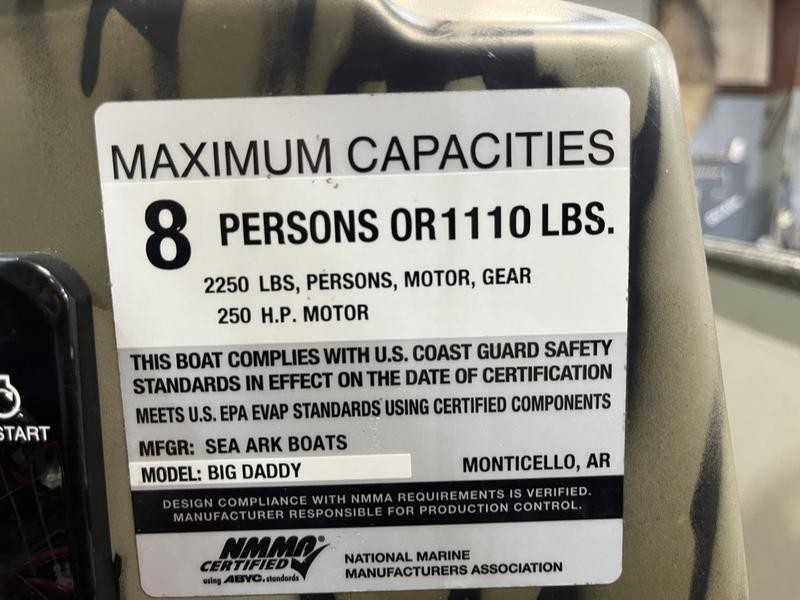 MAXIMUM CAPACITIES
8 PERSONS OR 1110 LBS.
2250 LBS, PERSONS, MOTOR, GEAR
250 H.P. MOTOR
THIS BOAT COMPLIES WITH U.S. COAST GUARD SAFETY
STANDARDS IN EFFECT ON THE DATE OF CERTIFICATION
MEETS U.S. EPA EVAP STANDARDS USING CERTIFIED COMPONENTS
MFGR: SEA ARK BOATS
MODEL: BIG DADDY MONTICELLO, AR
DESIGN COMPLIANCE WITH NMMA REQUIREMENTS IS VERIFIED.
MANUFACTURER RESPONSIBLE FOR PRODUCTION CONTROL.
NMMA®
CERTIFIED
using ABYC. standards
NATIONAL MARINE
MANUFACTURERS ASSOCIATION
START